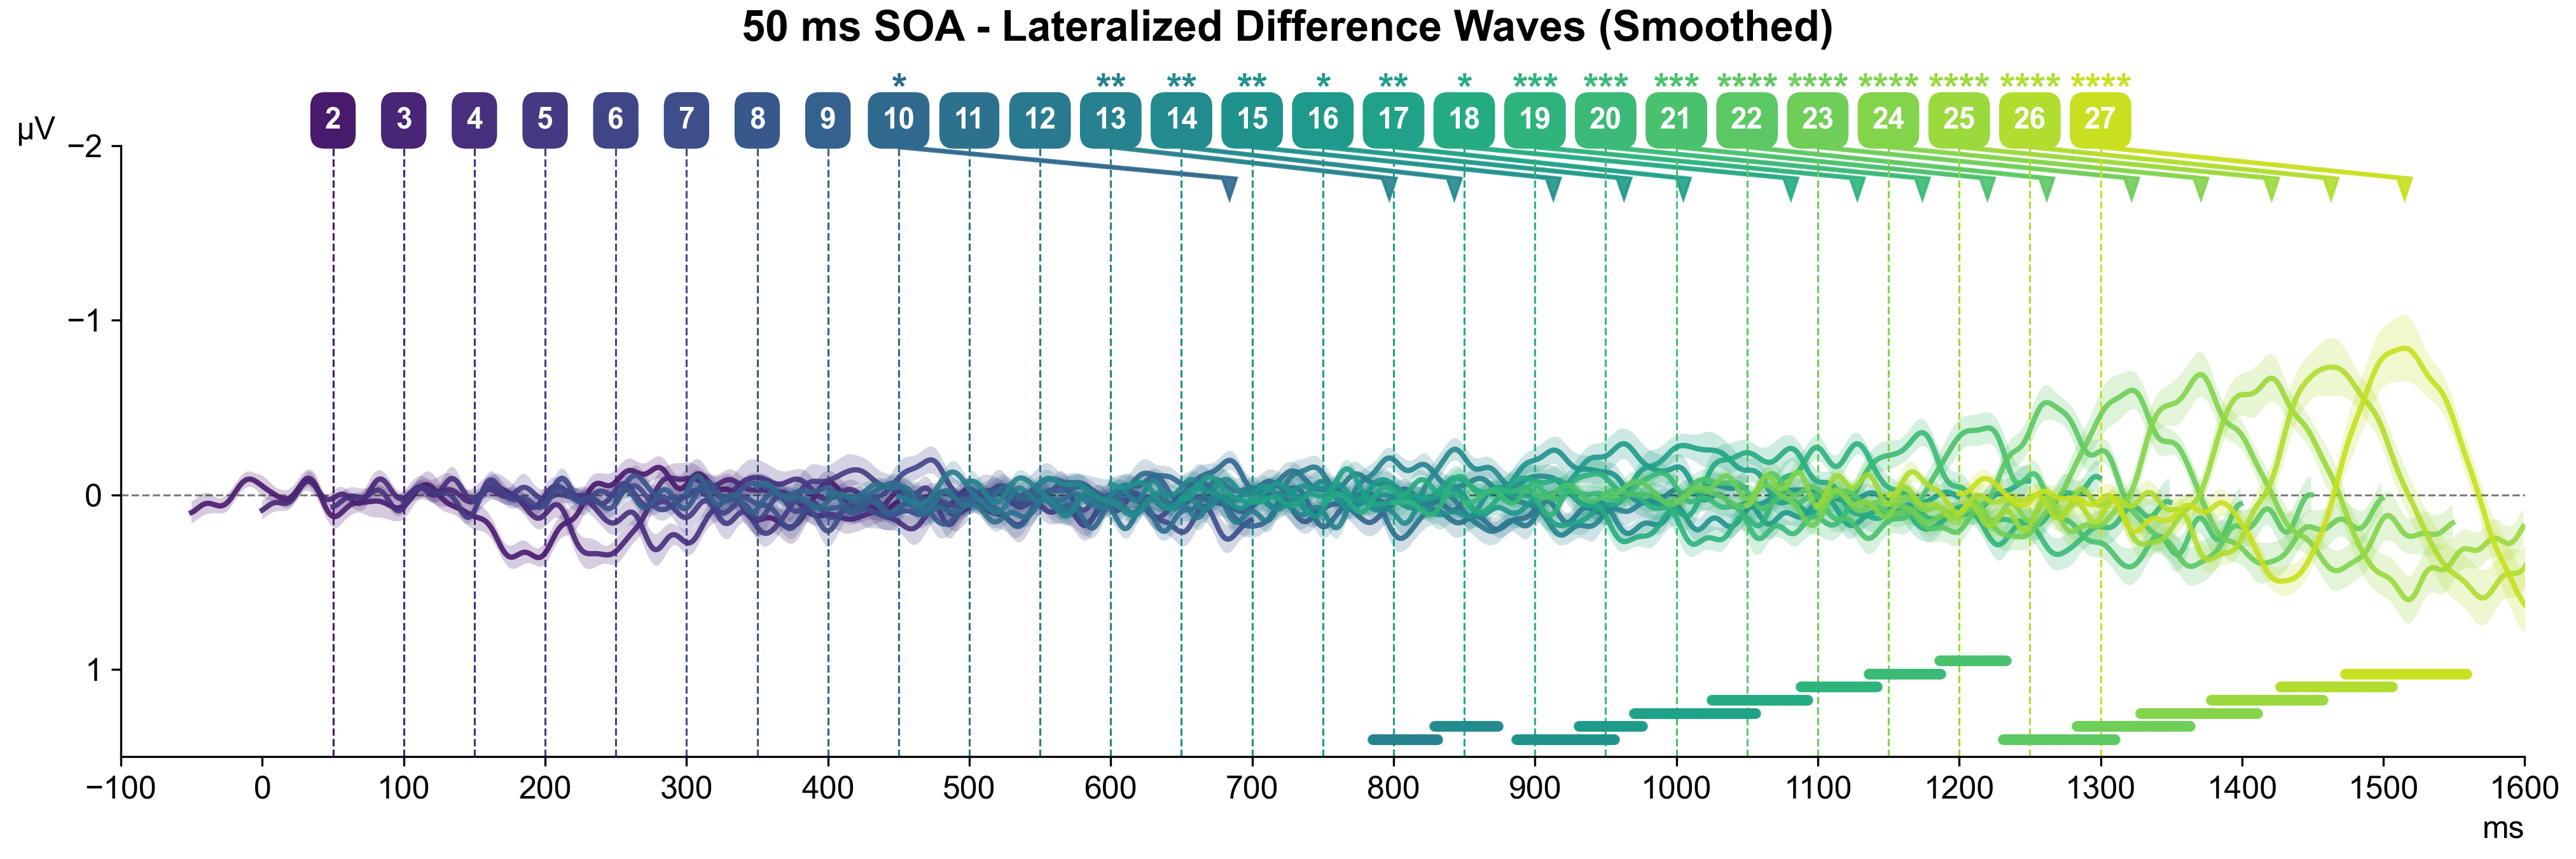 50 ms SOA - Lateralized Difference Waves (Smoothed)
* ** ** ** * ** * *** *** *** **** **** **** **** **** ****
2 3 4 5 6 7 8 9 10 11 12 13 14 15 16 17 18 19 20 21 22 23 24 25 26 27
µV
−2
−1
0
1
−100 0 100 200 300 400 500 600 700 800 900 1000 1100 1200 1300 1400 1500 1600
ms